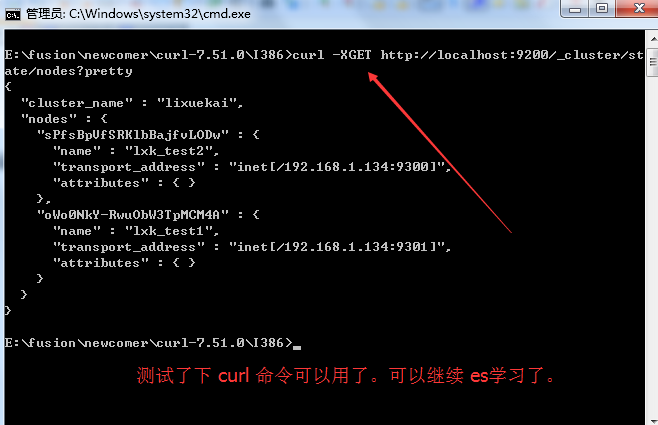 管理员: C:\Windows\system32\cmd.exe
E:\fusion\newcomer\curl-7.51.0\I386>curl -XGET http://localhost:9200/_cluster/st
ate/nodes?pretty
{
  "cluster_name" : "lixuekai",
  "nodes" : {
    "sPfsBpVfSRKlbBajfvLODw" : {
      "name" : "lxk_test2",
      "transport_address" : "inet[/192.168.1.134:9300]",
      "attributes" : { }
    },
    "oWo0NkY-RwuObW3TpMCM4A" : {
      "name" : "lxk_test1",
      "transport_address" : "inet[/192.168.1.134:9301]",
      "attributes" : { }
    }
  }
}
E:\fusion\newcomer\curl-7.51.0\I386>
测试了下 curl 命令可以用了。可以继续 es学习了。